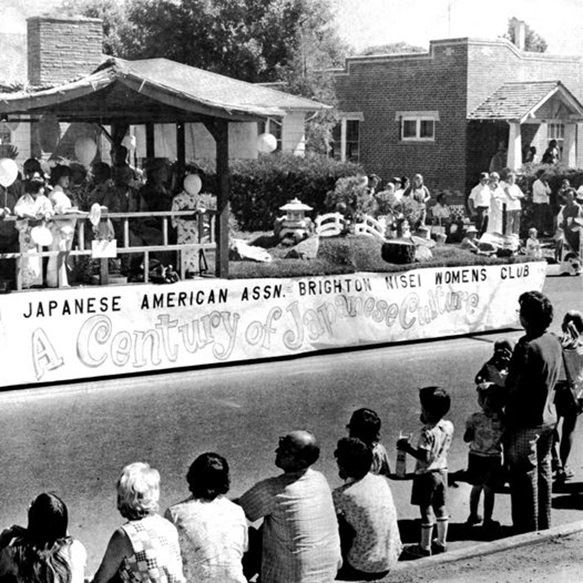 JAPANESE AMERICAN ASSN. BRIGHTON NISEI WOMENS CLUB
A Century of Japanese Culture